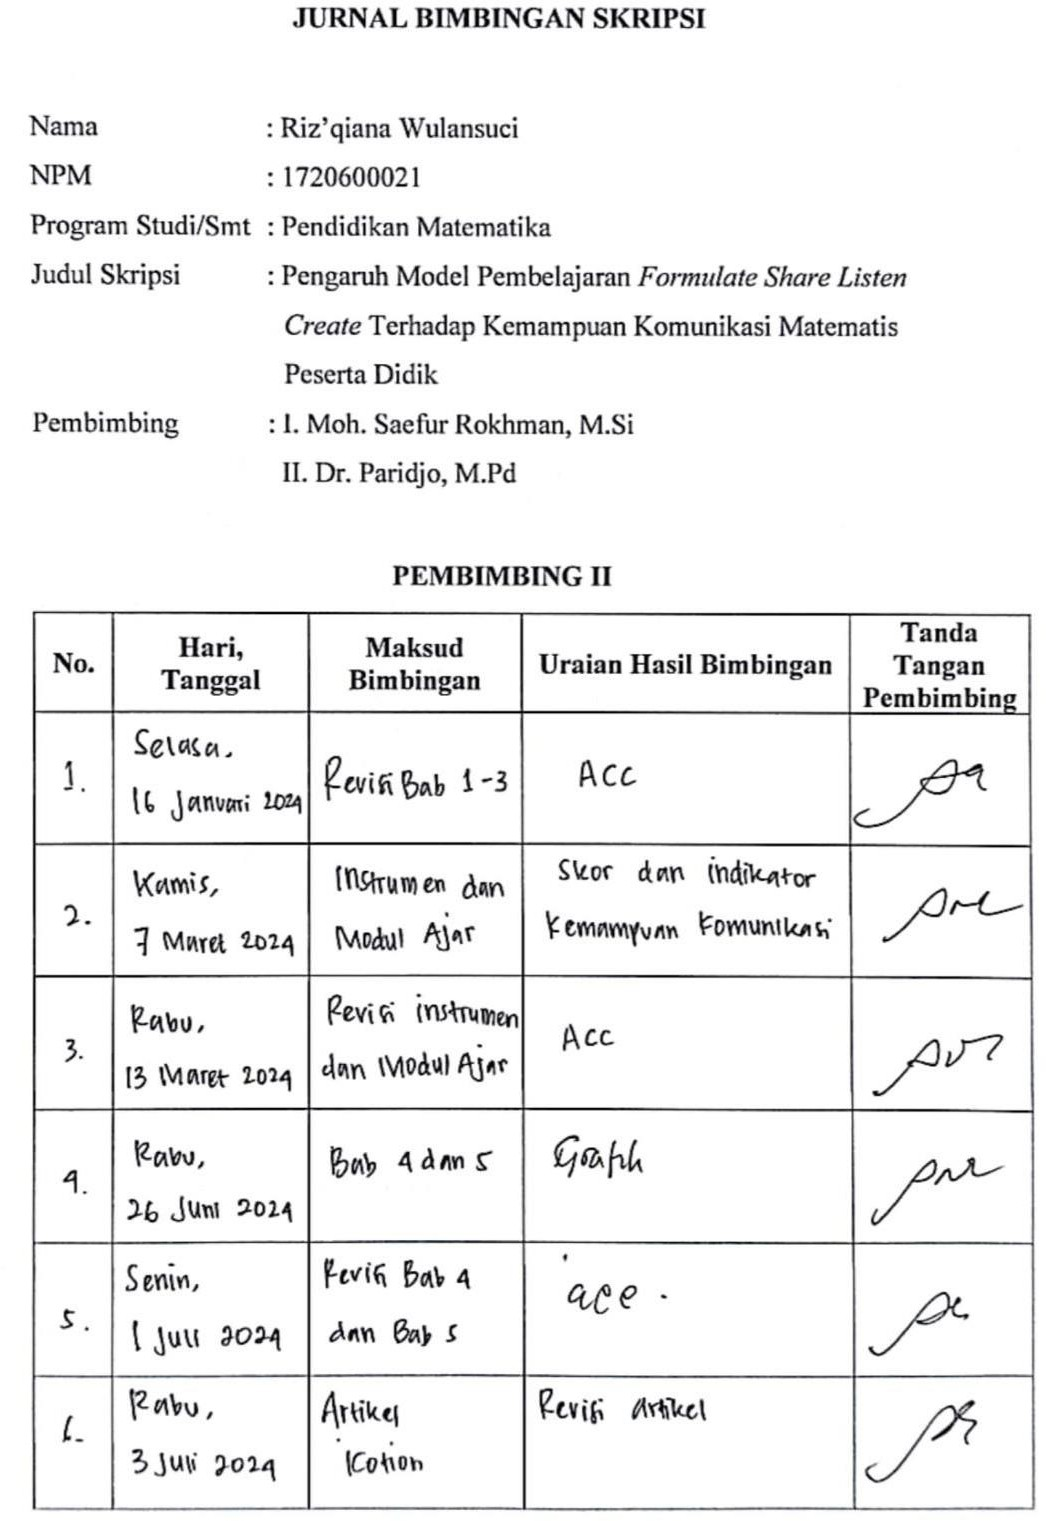 JURNAL BIMBINGAN SKRIPSI
Nama : Riz'qiana Wulansuci
NPM : 1720600021
Program Studi/Smt : Pendidikan Matematika
Judul Skripsi : Pengaruh Model Pembelajaran Formulate Share Listen
Create Terhadap Kemampuan Komunikasi Matematis
Peserta Didik
Pembimbing : I. Moh. Saefur Rokhman, M.Si
II. Dr. Paridjo, M.Pd
PEMBIMBING II
No. Hari, Tanggal Maksud Bimbingan Uraian Hasil Bimbingan Tanda Tangan Pembimbing
1. Selasa, 16 Januari 2024 Revisi Bab 1-3 ACC
2. Kamis, 7 Maret 2024 Instrumen dan Modul Ajar Skor dan indikator kemampuan komunikasi
3. Rabu, 13 Maret 2024 Revisi instrumen dan Modul Ajar ACC
4. Rabu, 26 Juni 2024 Bab 4 dan 5
5. Senin, 1 Juli 2024 Revisi Bab 4 dan Bab 5 acc.
6. Rabu, 3 Juli 2024 Artikel Revisi artikel